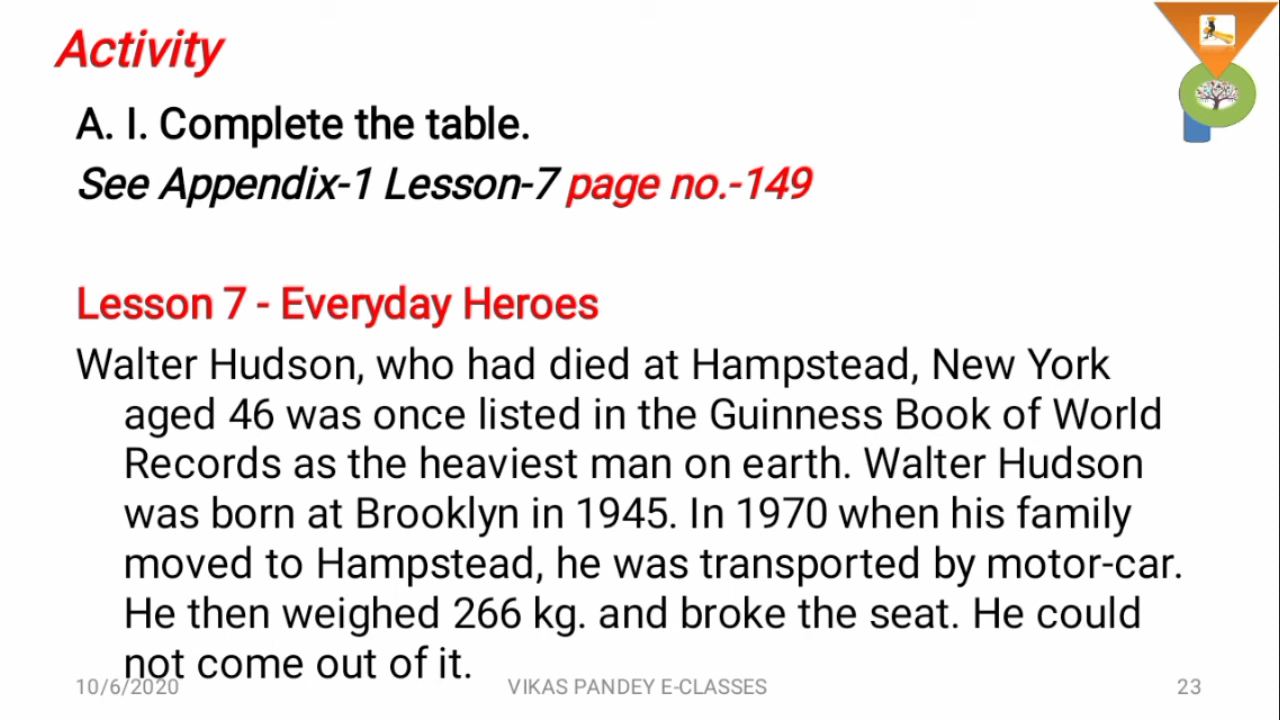 Activity
A. I. Complete the table.
See Appendix-1 Lesson-7 page no.-149
Lesson 7 - Everyday Heroes
Walter Hudson, who had died at Hampstead, New York
aged 46 was once listed in the Guinness Book of World
Records as the heaviest man on earth. Walter Hudson
was born at Brooklyn in 1945. In 1970 when his family
moved to Hampstead, he was transported by motor-car.
He then weighed 266 kg. and broke the seat. He could
not come out of it.
10/6/2020 VIKAS PANDEY E-CLASSES 23